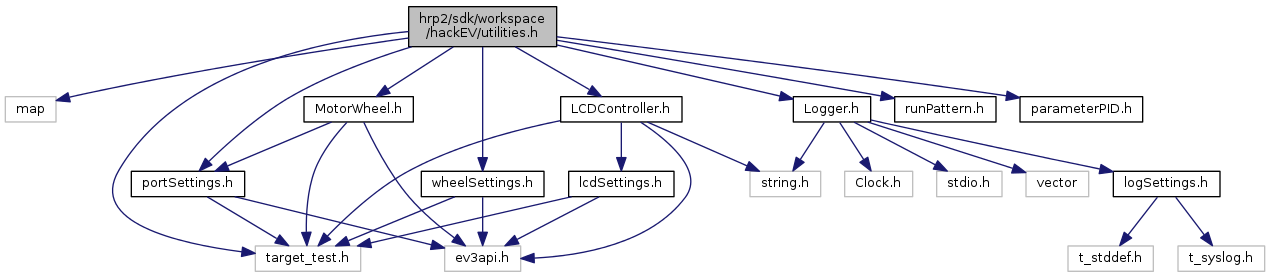 hrp2/sdk/workspace
/hackEV/utilities.h
map
MotorWheel.h
LCDController.h
Logger.h
runPattern.h
parameterPID.h
portSettings.h
wheelSettings.h
lcdSettings.h
string.h
Clock.h
stdio.h
vector
logSettings.h
target_test.h
ev3api.h
t_stddef.h
t_syslog.h